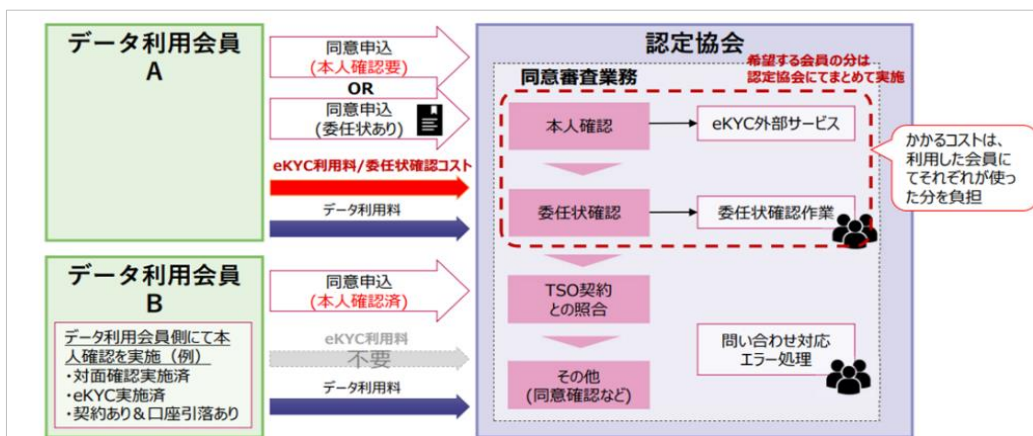 データ利用会員
A
同意申込
(本人確認要)
OR
同意申込
(委任状あり)
eKYC利用料/委任状確認コスト
データ利用料
データ利用会員
B
データ利用会員側にて本
人確認を実施（例）
・対面確認実施済
・eKYC実施済
・契約あり＆口座引落あり
同意申込
(本人確認済)
eKYC利用料
不要
データ利用料
認定協会
同意審査業務
希望する会員の分は
認定協会にてまとめて実施
本人確認
eKYC外部サービス
委任状確認
委任状確認作業
TSO契約
との照合
その他
(同意確認など)
問い合わせ対応
エラー処理
かかるコストは、
利用した会員に
てそれぞれが使っ
た分を負担